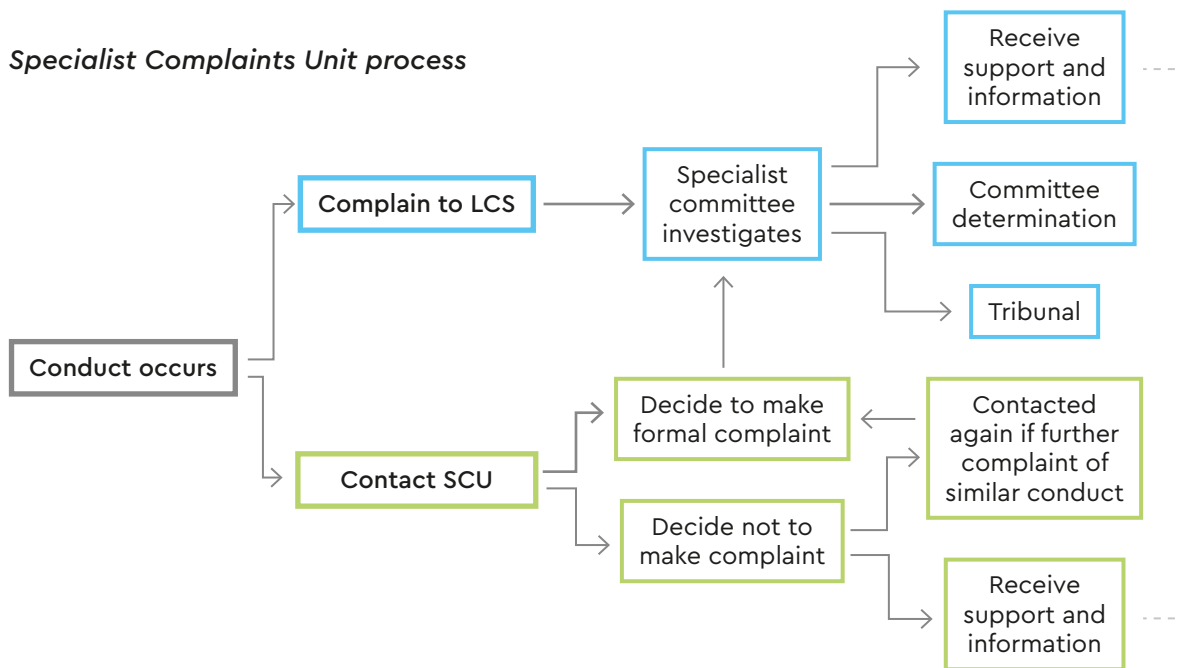 Specialist Complaints Unit process
Receive
support and
information
Complain to LCS
Specialist
committee
investigates
Committee
determination
Tribunal
Conduct occurs
Decide to make
formal complaint
Contacted
again if further
complaint of
similar conduct
Contact SCU
Decide not to
make complaint
Receive
support and
information